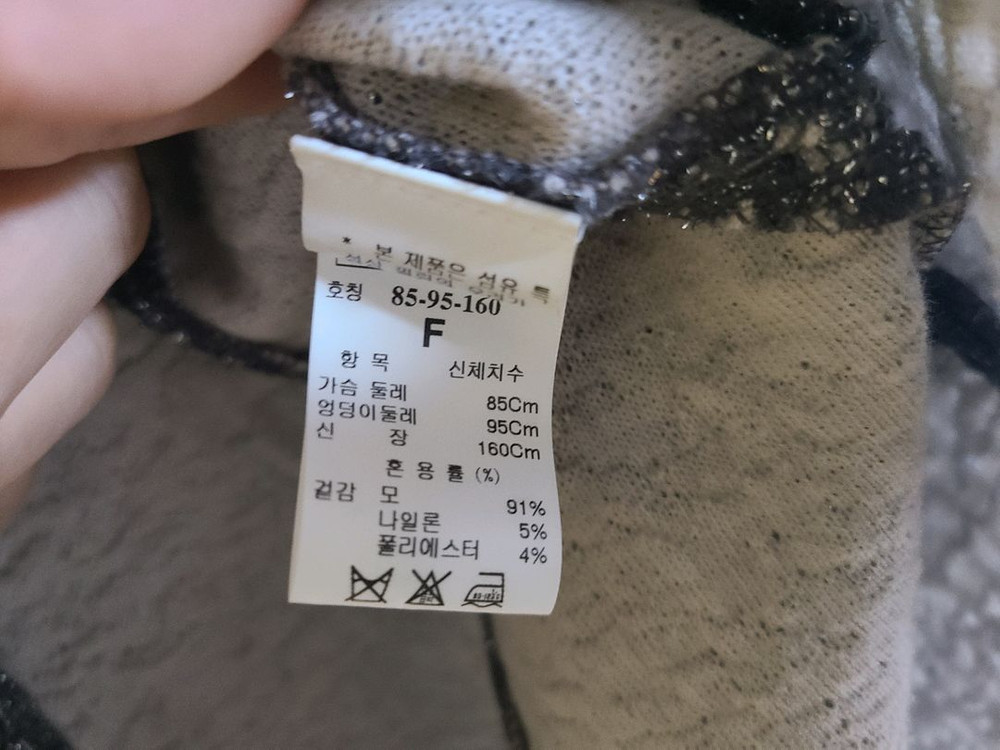 * 본 제품은 섬유 특
호칭 85-95-160
F
항 목 신체치수
가슴 둘레 85Cm
엉덩이둘레 95Cm
신 장 160Cm
혼 용 률 (%)
겉감 모 91%
나일론 5%
폴리에스터 4%